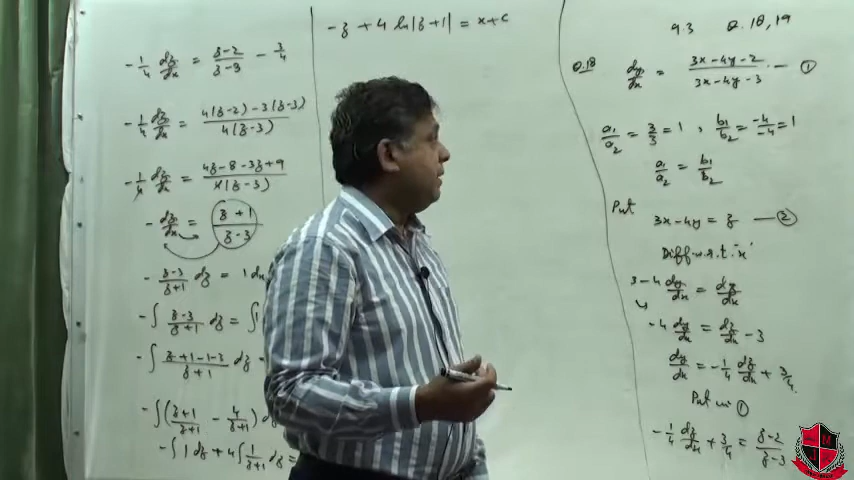 9.3 Q.18,19
Q.18 dy/dx = (3x-4y-2)/(3x-4y-3) — ①
a₁/a₂ = 3/3 = 1 , b₁/b₂ = -4/-4 = 1
a₁/a₂ = b₁/b₂
Put
3x-4y = z — ②
Diff w.r.t 'x'
3-4 dy/dx = dz/dx
-4 dy/dx = dz/dx - 3
dy/dx = -1/4 dz/dx + 3/4
Put in ①
-1/4 dz/dx + 3/4 = (z-2)/(z-3)
-1/4 dz/dx = (z-2)/(z-3) - 3/4
-1/4 dz/dx = (4(z-2)-3(z-3))/(4(z-3))
-1/4 dz/dx = (4z-8-3z+9)/(4(z-3))
-dz/dx = (z+1)/(z-3)
-(z-3)/(z+1) dz = 1 dx
-∫ (z-3)/(z+1) dz = ∫
-∫ (z+1-1-3)/(z+1) dz
-∫((z+1)/(z+1) - 4/(z+1)) d
-∫1 dz + 4∫ 1/(z+1) dz =
-z + 4 ln|z+1| = x+c